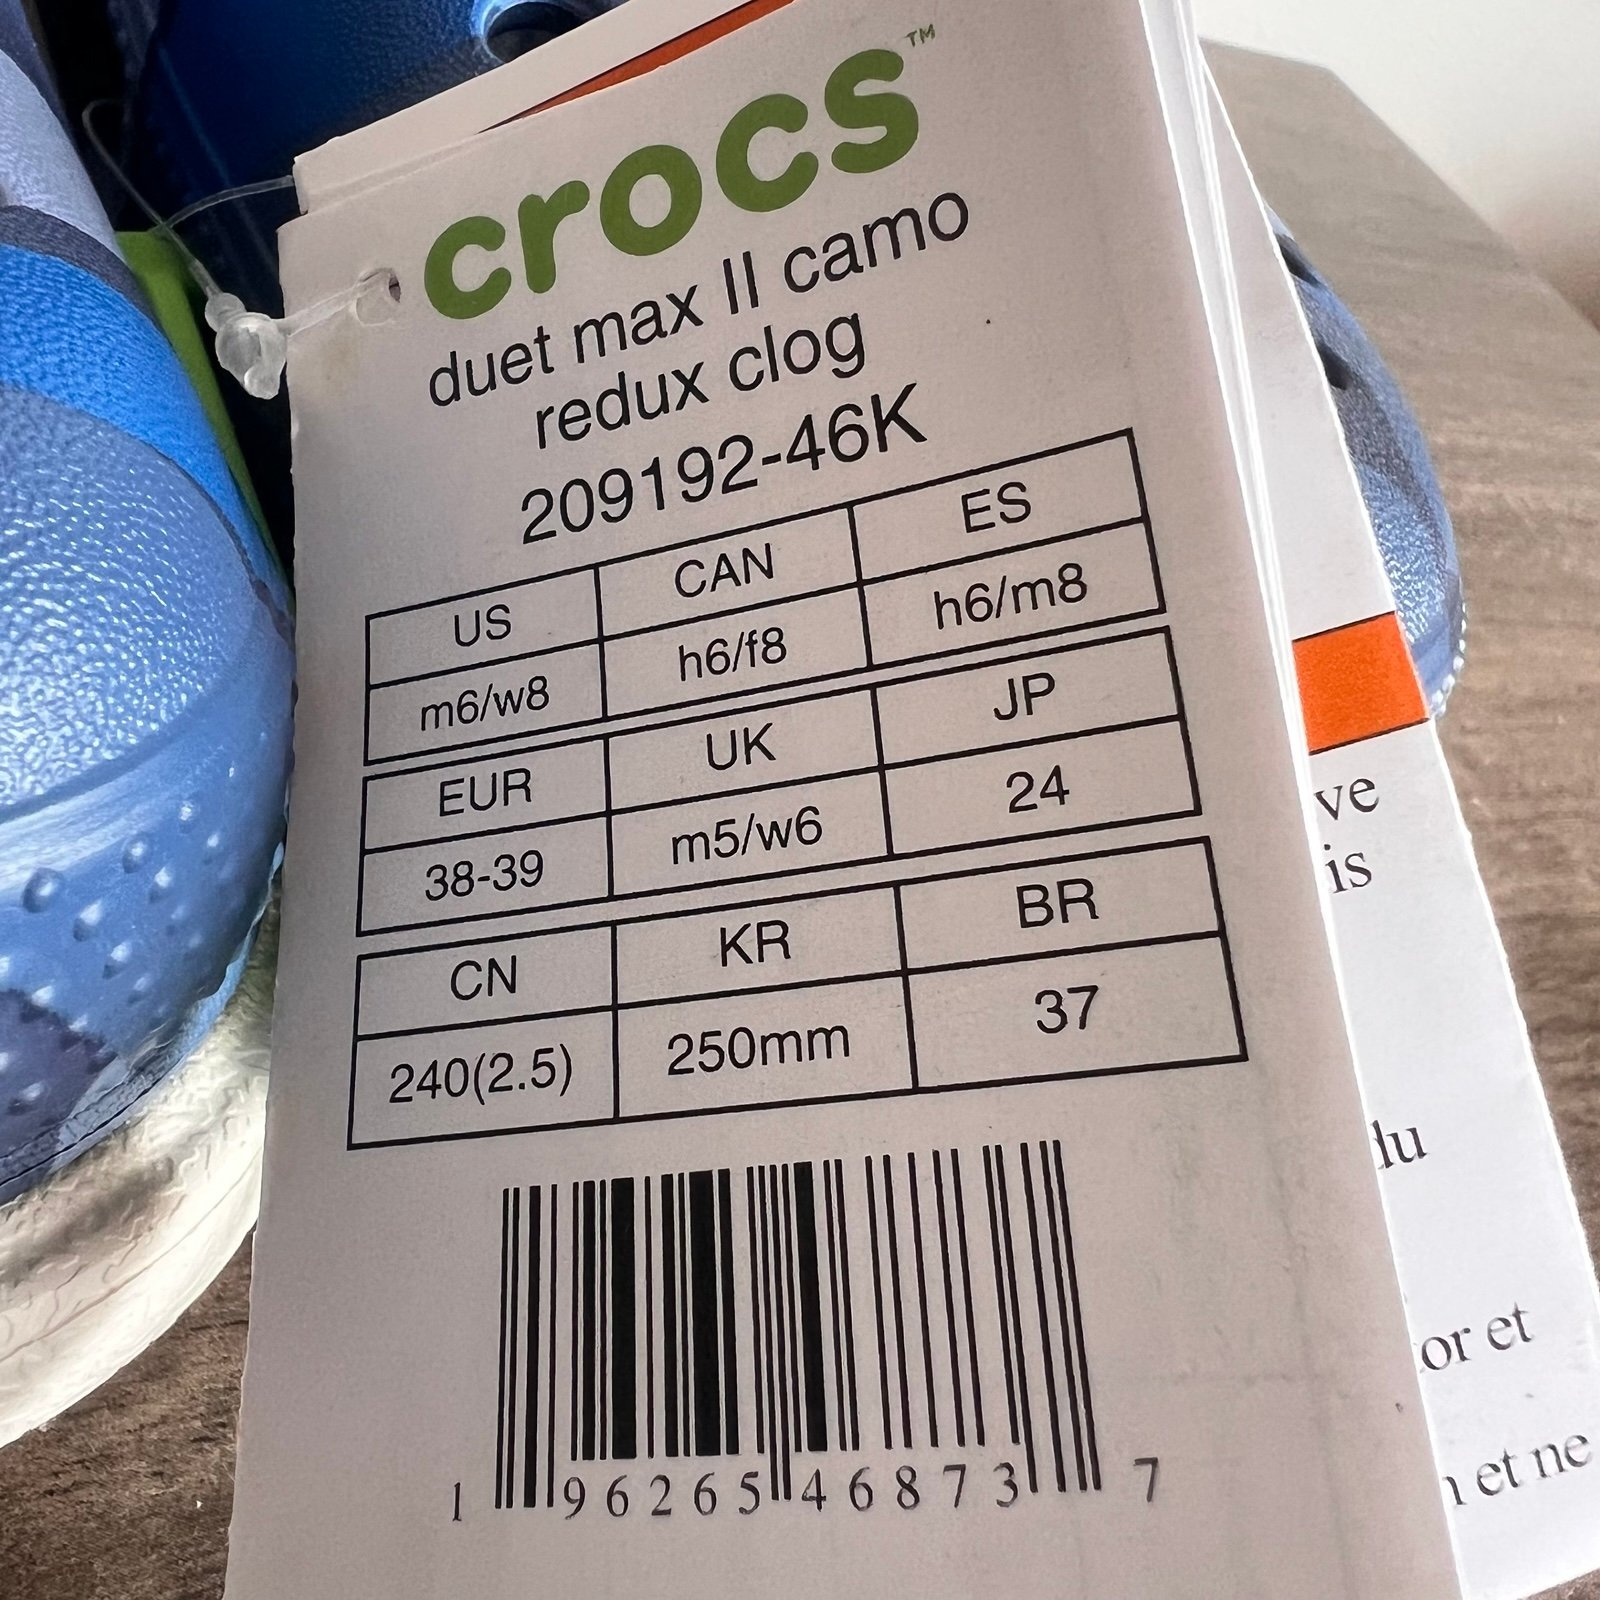 crocs™
duet max II camo
redux clog
209192-46K
US CAN ES
m6/w8 h6/f8 h6/m8
EUR UK JP
38-39 m5/w6 24
CN KR BR
240(2.5) 250mm 37
1 96265 46873 7
ve
is
du
or et
et ne